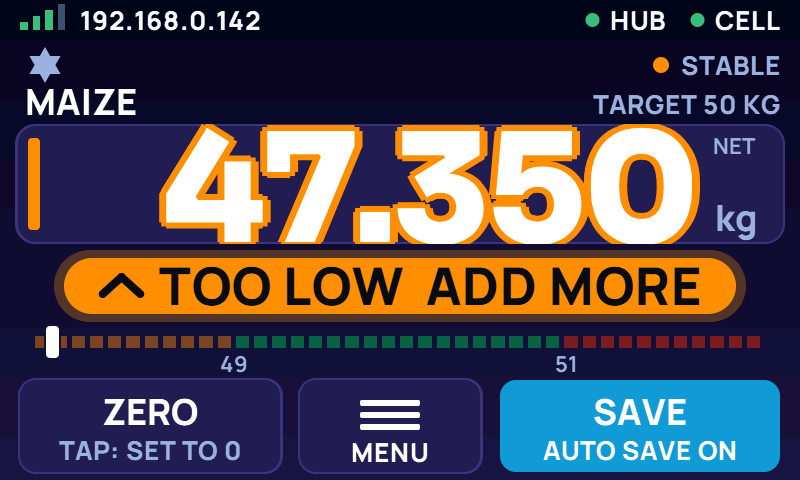 192.168.0.142
HUB
CELL
MAIZE
STABLE
TARGET 50 KG
47.350
NET
kg
TOO LOW ADD MORE
49
51
ZERO
TAP: SET TO 0
MENU
SAVE
AUTO SAVE ON